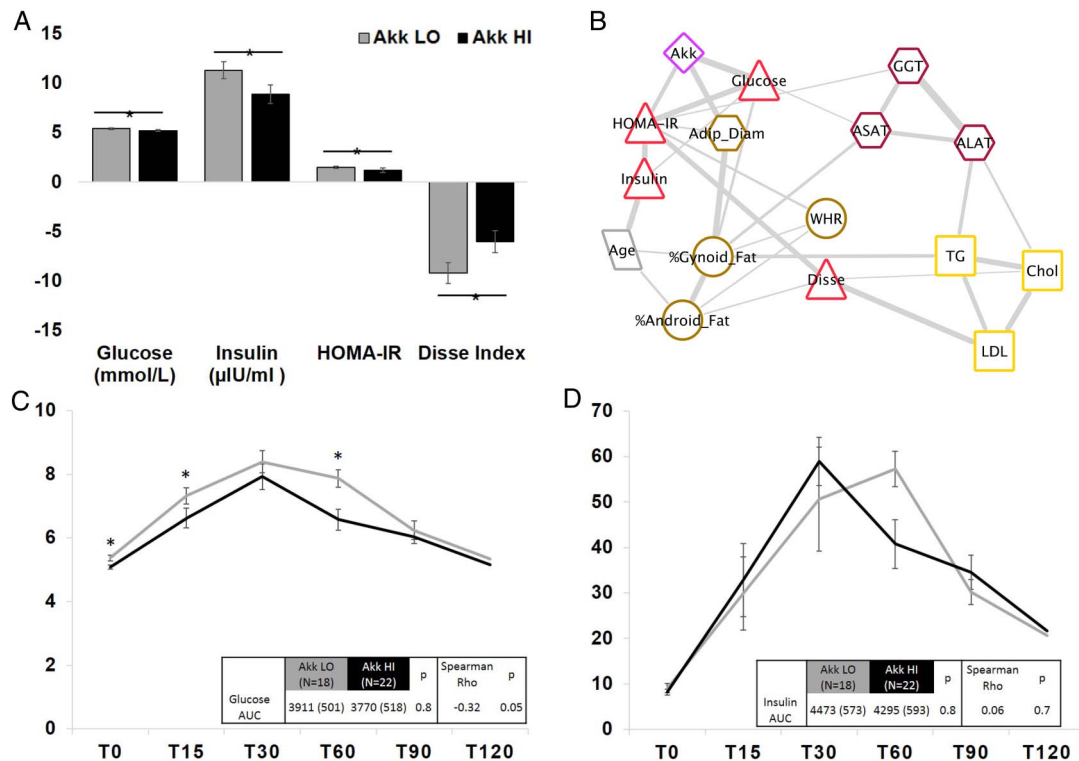 A
Akk LO Akk HI
15
10
5
0
-5
-10
-15
*
*
*
*
Glucose (mmol/L)
Insulin (µIU/ml )
HOMA-IR
Disse Index
B
Akk
Glucose
GGT
HOMA-IR
Adip_Diam
ASAT
ALAT
Insulin
WHR
Age
%Gynoid_Fat
TG
Disse
Chol
%Android_Fat
LDL
C
10
8
6
4
2
0
*
*
*
T0 T15 T30 T60 T90 T120
Akk LO (N=18) Akk HI (N=22) p Spearman Rho p
Glucose AUC 3911 (501) 3770 (518) 0.8 -0.32 0.05
D
70
60
50
40
30
20
10
0
T0 T15 T30 T60 T90 T120
Akk LO (N=18) Akk HI (N=22) p Spearman Rho p
Insulin AUC 4473 (573) 4295 (593) 0.8 0.06 0.7